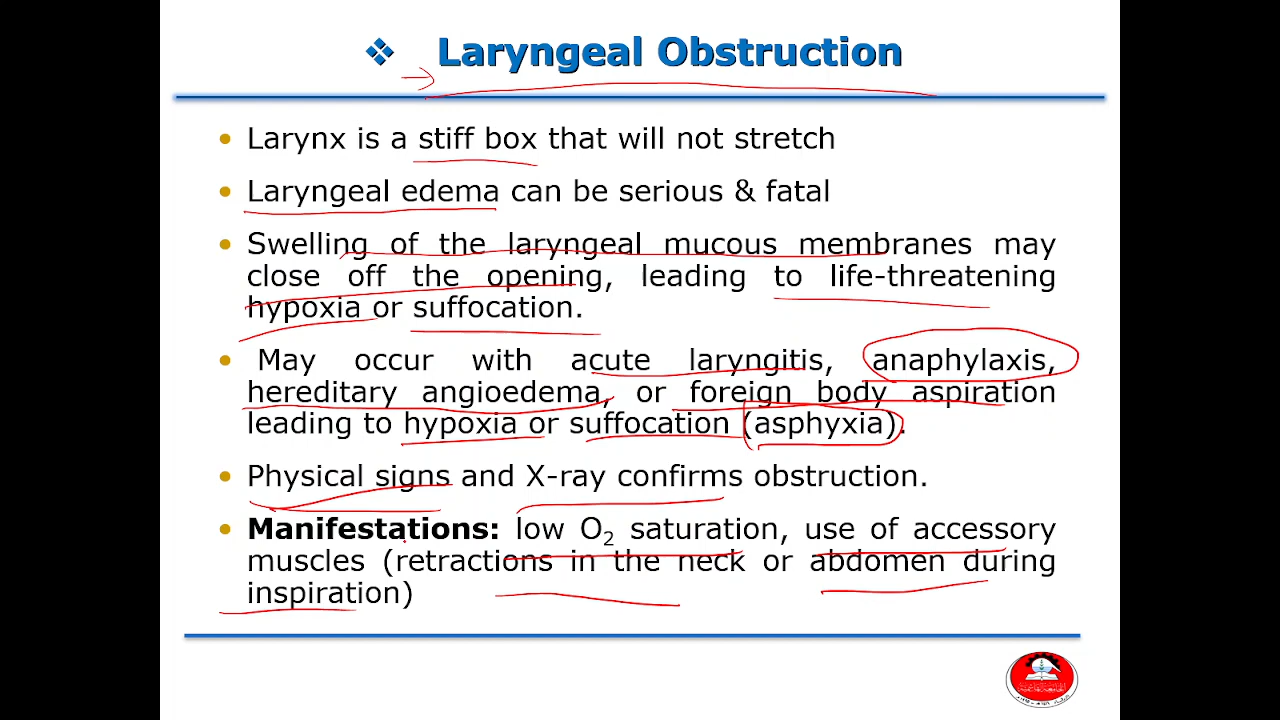 ❖ Laryngeal Obstruction
• Larynx is a stiff box that will not stretch
• Laryngeal edema can be serious & fatal
• Swelling of the laryngeal mucous membranes may
close off the opening, leading to life-threatening
hypoxia or suffocation.
• May occur with acute laryngitis, anaphylaxis,
hereditary angioedema, or foreign body aspiration
leading to hypoxia or suffocation (asphyxia).
• Physical signs and X-ray confirms obstruction.
• Manifestations: low O₂ saturation, use of accessory
muscles (retractions in the neck or abdomen during
inspiration)